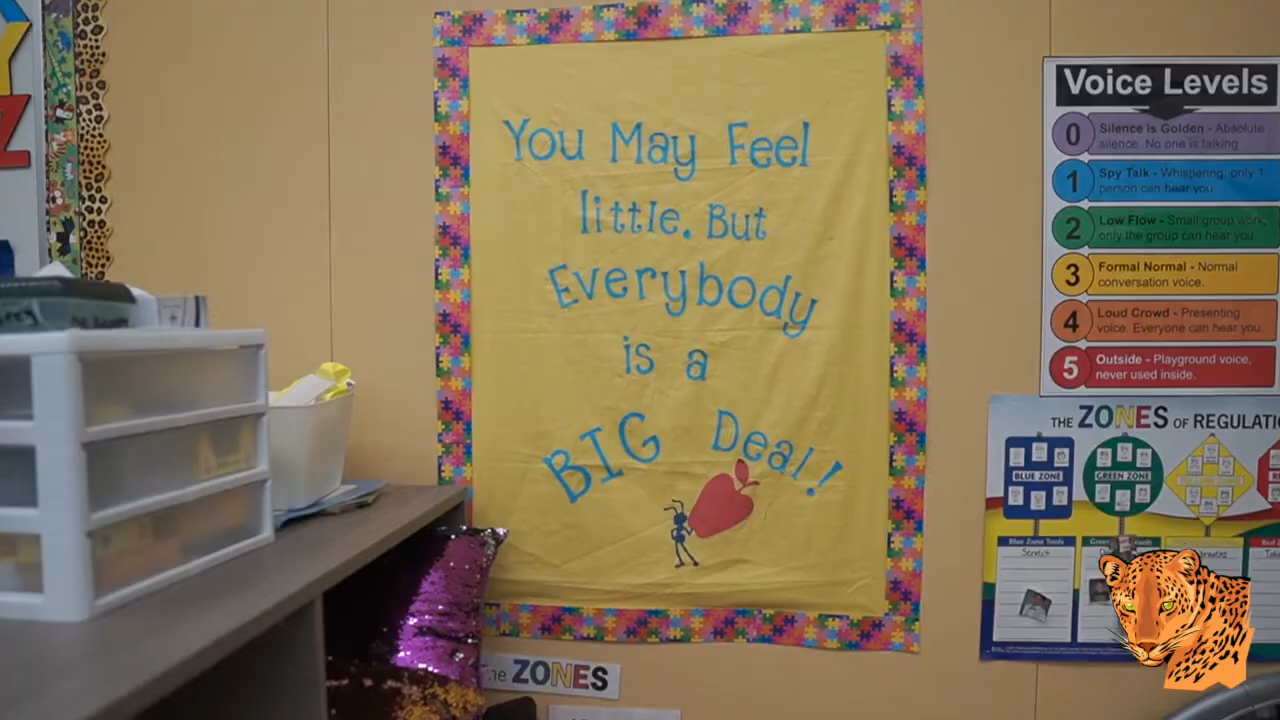 You May Feel
little. But
Everybody
is a
BIG Deal!
Voice Levels
0 Silence is Golden - Absolute
silence. No one is talking
1 Spy Talk - Whispering, only 1
person can hear you.
2 Low Flow - Small group work,
only the group can hear you.
3 Formal Normal - Normal
conversation voice.
4 Loud Crowd - Presenting
voice. Everyone can hear you.
5 Outside - Playground voice,
never used inside.
THE ZONES OF REGULATI
BLUE ZONE
GREEN ZONE
YELLOW ZONE
Blue Zone Tools
Stretch
The ZONES